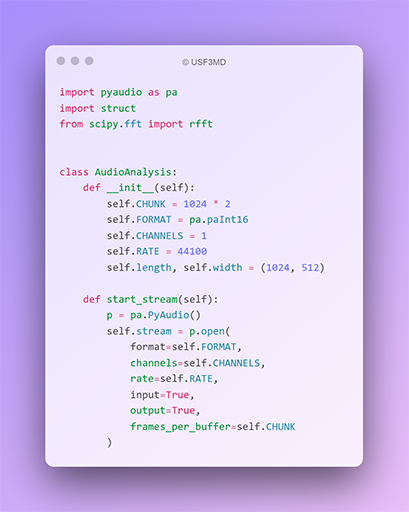 © USF3MD
import pyaudio as pa
import struct
from scipy.fft import rfft
class AudioAnalysis:
    def __init__(self):
        self.CHUNK = 1024 * 2
        self.FORMAT = pa.paInt16
        self.CHANNELS = 1
        self.RATE = 44100
        self.length, self.width = (1024, 512)
    def start_stream(self):
        p = pa.PyAudio()
        self.stream = p.open(
            format=self.FORMAT,
            channels=self.CHANNELS,
            rate=self.RATE,
            input=True,
            output=True,
            frames_per_buffer=self.CHUNK
        )